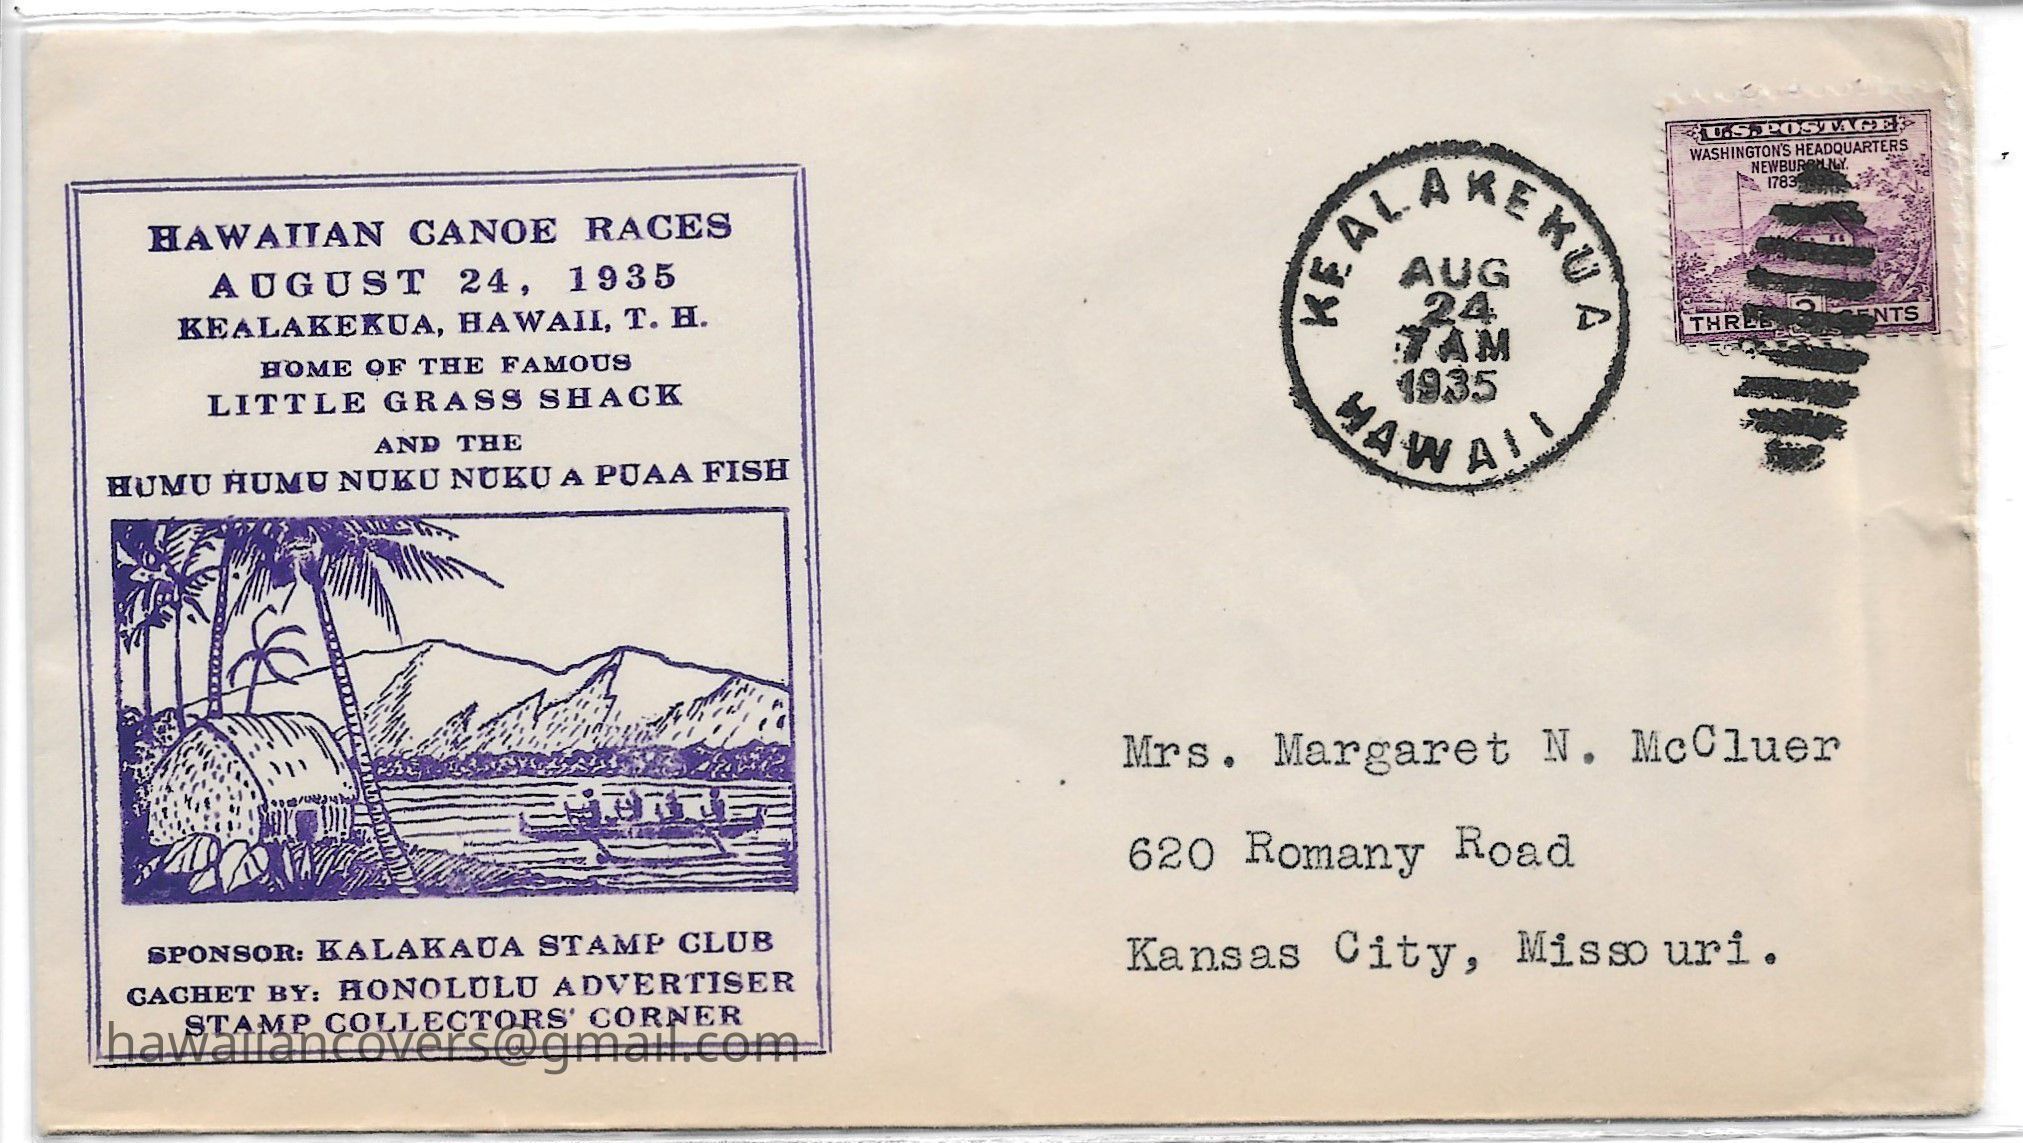 HAWAIIAN CANOE RACES
AUGUST 24, 1935
KEALAKEKUA, HAWAII, T. H.
HOME OF THE FAMOUS
LITTLE GRASS SHACK
AND THE
HUMU HUMU NUKU NUKU A PUAA FISH
SPONSOR: KALAKAUA STAMP CLUB
CACHET BY: HONOLULU ADVERTISER
STAMP COLLECTORS' CORNER
hawaiiancovers@gmail.com
KEALAKEKUA
AUG
24
7 AM
1935
HAWAII
U.S. POSTAGE
WASHINGTON'S HEADQUARTERS
NEWBURGH, N.Y.
1783
THREE 3 CENTS
Mrs. Margaret N. McCluer
620 Romany Road
Kansas City, Missouri.